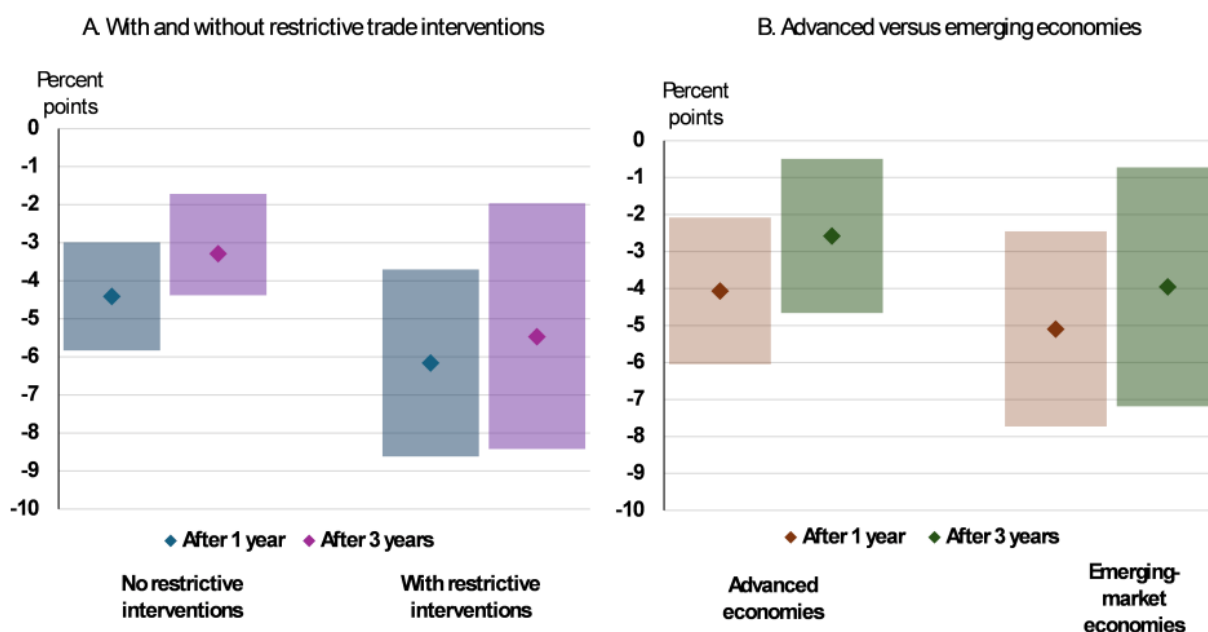 A. With and without restrictive trade interventions
Percent
points
0
-1
-2
-3
-4
-5
-6
-7
-8
-9
-10
After 1 year
After 3 years
No restrictive
interventions
With restrictive
interventions
B. Advanced versus emerging economies
Percent
points
0
-1
-2
-3
-4
-5
-6
-7
-8
-9
-10
After 1 year
After 3 years
Advanced
economies
Emerging-
market
economies